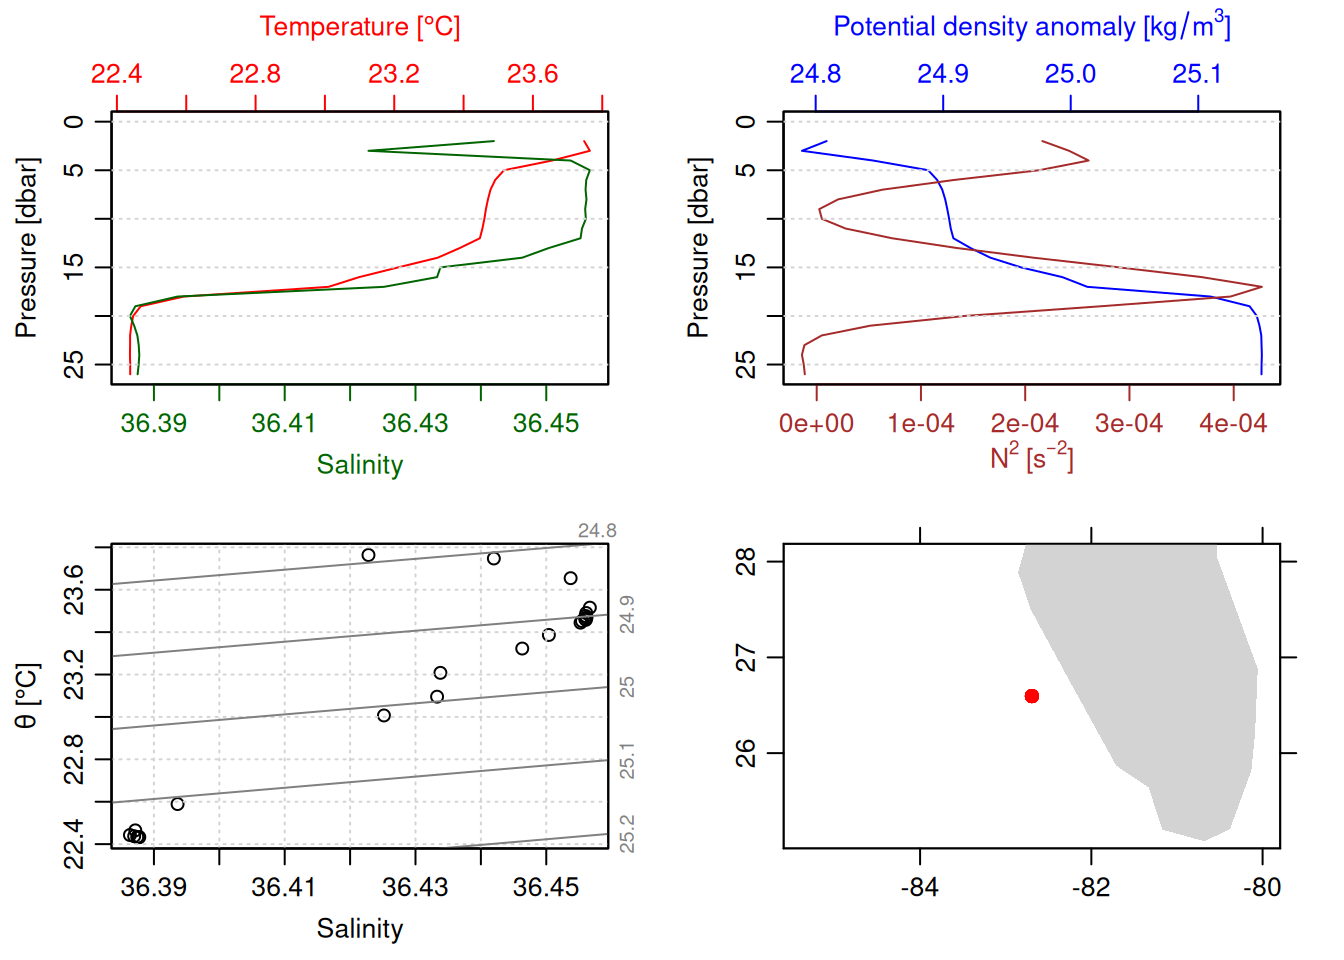 Temperature [°C]
22.4 22.8 23.2 23.6
Pressure [dbar]
0
5
15
25
36.39 36.41 36.43 36.45
Salinity
Potential density anomaly [kg/m³]
24.8 24.9 25.0 25.1
Pressure [dbar]
0
5
15
25
0e+00 1e-04 2e-04 3e-04 4e-04
N² [s⁻²]
24.8
24.9
25
25.1
25.2
θ [°C]
23.6
23.2
22.8
22.4
36.39 36.41 36.43 36.45
Salinity
28
27
26
-84 -82 -80